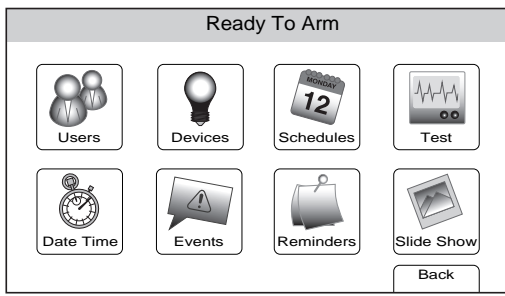 Ready To Arm
MONDAY
12
Users Devices Schedules Test
Date Time Events Reminders Slide Show
Back